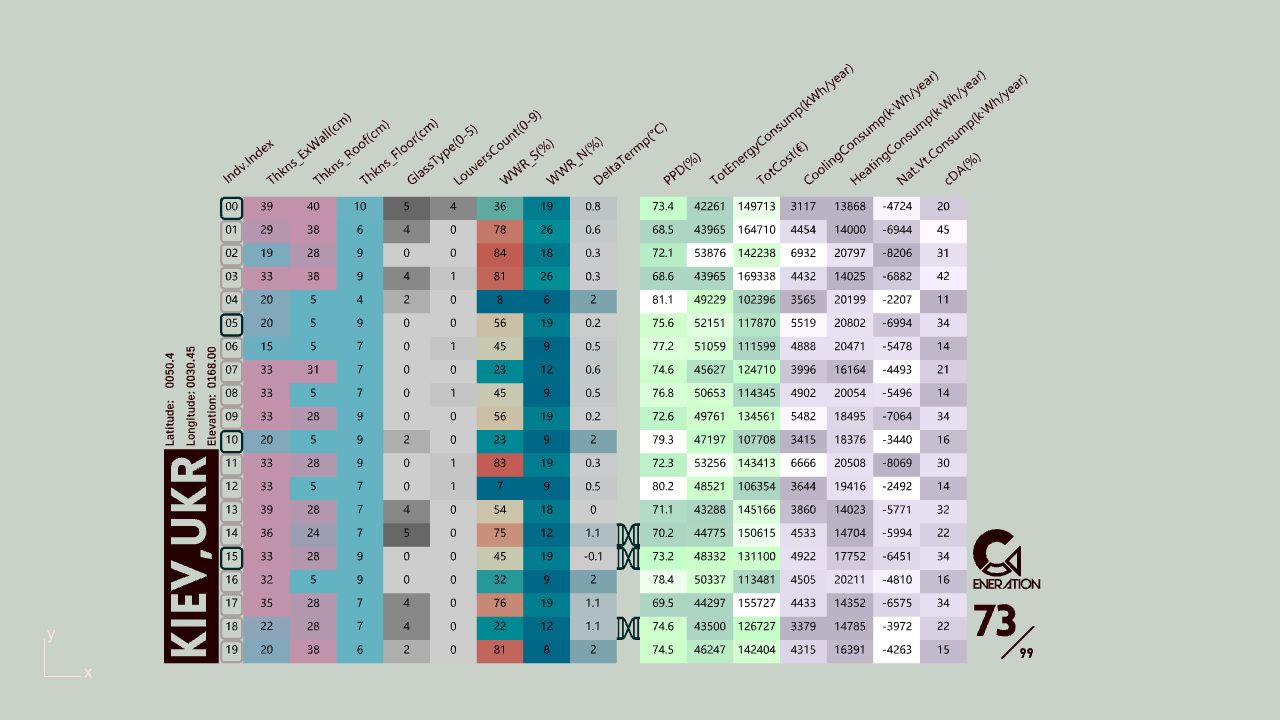 Indv.Index Thkns_ExWall(cm) Thkns_Roof(cm) Thkns_Floor(cm) GlassType(0-5) LouversCount(0-9) WWR_S(%) WWR_N(%) DeltaTermp(°C) PPD(%) TotEnergyConsump(kWh/year) TotCost(€) CoolingConsump(k·Wh/year) HeatingConsump(k·Wh/year) Nat.Vt.Consump(k·Wh/year) cDA(%)
00 39 40 10 5 4 36 19 0.8 73.4 42261 149713 3117 13868 -4724 20
01 29 38 6 4 0 78 26 0.6 68.5 43965 164710 4454 14000 -6944 45
02 19 28 9 0 0 84 18 0.3 72.1 53876 142238 6932 20797 -8206 31
03 33 38 9 4 1 81 26 0.3 68.6 43965 169338 4432 14025 -6882 42
04 20 5 4 2 0 8 6 2 81.1 49229 102396 3565 20199 -2207 11
05 20 5 9 0 0 56 19 0.2 75.6 52151 117870 5519 20802 -6994 34
06 15 5 7 0 1 45 9 0.5 77.2 51059 111599 4888 20471 -5478 14
07 33 31 7 0 0 23 12 0.6 74.6 45627 124710 3996 16164 -4493 21
08 33 5 7 0 1 45 9 0.5 76.8 50653 114345 4902 20054 -5496 14
09 33 28 9 0 0 56 19 0.2 72.6 49761 134561 5482 18495 -7064 34
10 20 5 9 2 0 23 9 2 79.3 47197 107708 3415 18376 -3440 16
11 33 28 9 0 1 83 19 0.3 72.3 53256 143413 6666 20508 -8069 30
12 33 5 7 0 1 7 9 0.5 80.2 48521 106354 3644 19416 -2492 14
13 39 28 7 4 0 54 18 0 71.1 43288 145166 3860 14023 -5771 32
14 36 24 7 5 0 75 12 1.1 70.2 44775 150615 4533 14704 -5994 22
15 33 28 9 0 0 45 19 -0.1 73.2 48332 131100 4922 17752 -6451 34
16 32 5 9 0 0 32 9 2 78.4 50337 113481 4505 20211 -4810 16
17 35 28 7 4 0 76 19 1.1 69.5 44297 155727 4433 14352 -6575 34
18 22 28 7 4 0 22 12 1.1 74.6 43500 126727 3379 14785 -3972 22
19 20 38 6 2 0 81 8 2 74.5 46247 142404 4315 16391 -4263 15
Latitude: 0050.4
Longitude: 0030.45
Elevation: 0168.00
KIEV,UKR
GENERATION
73/99
y
x